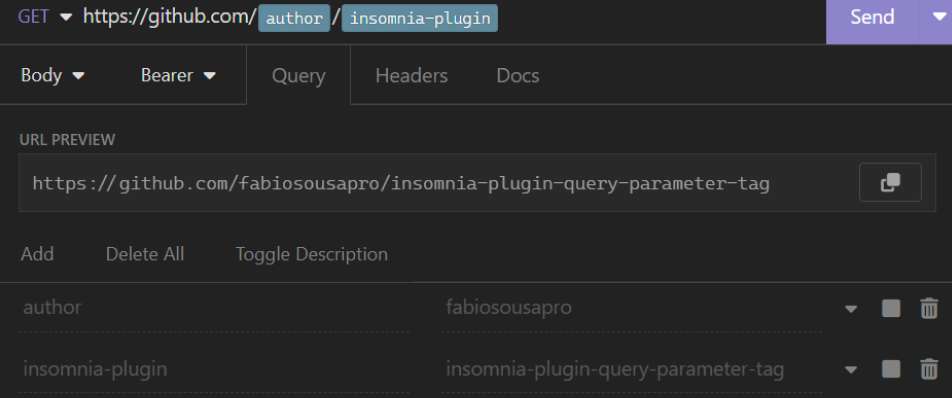 GET https://github.com/ author / insomnia-plugin Send
Body Bearer Query Headers Docs
URL PREVIEW
https://github.com/fabiosousapro/insomnia-plugin-query-parameter-tag
Add Delete All Toggle Description
author fabiosousapro
insomnia-plugin insomnia-plugin-query-parameter-tag